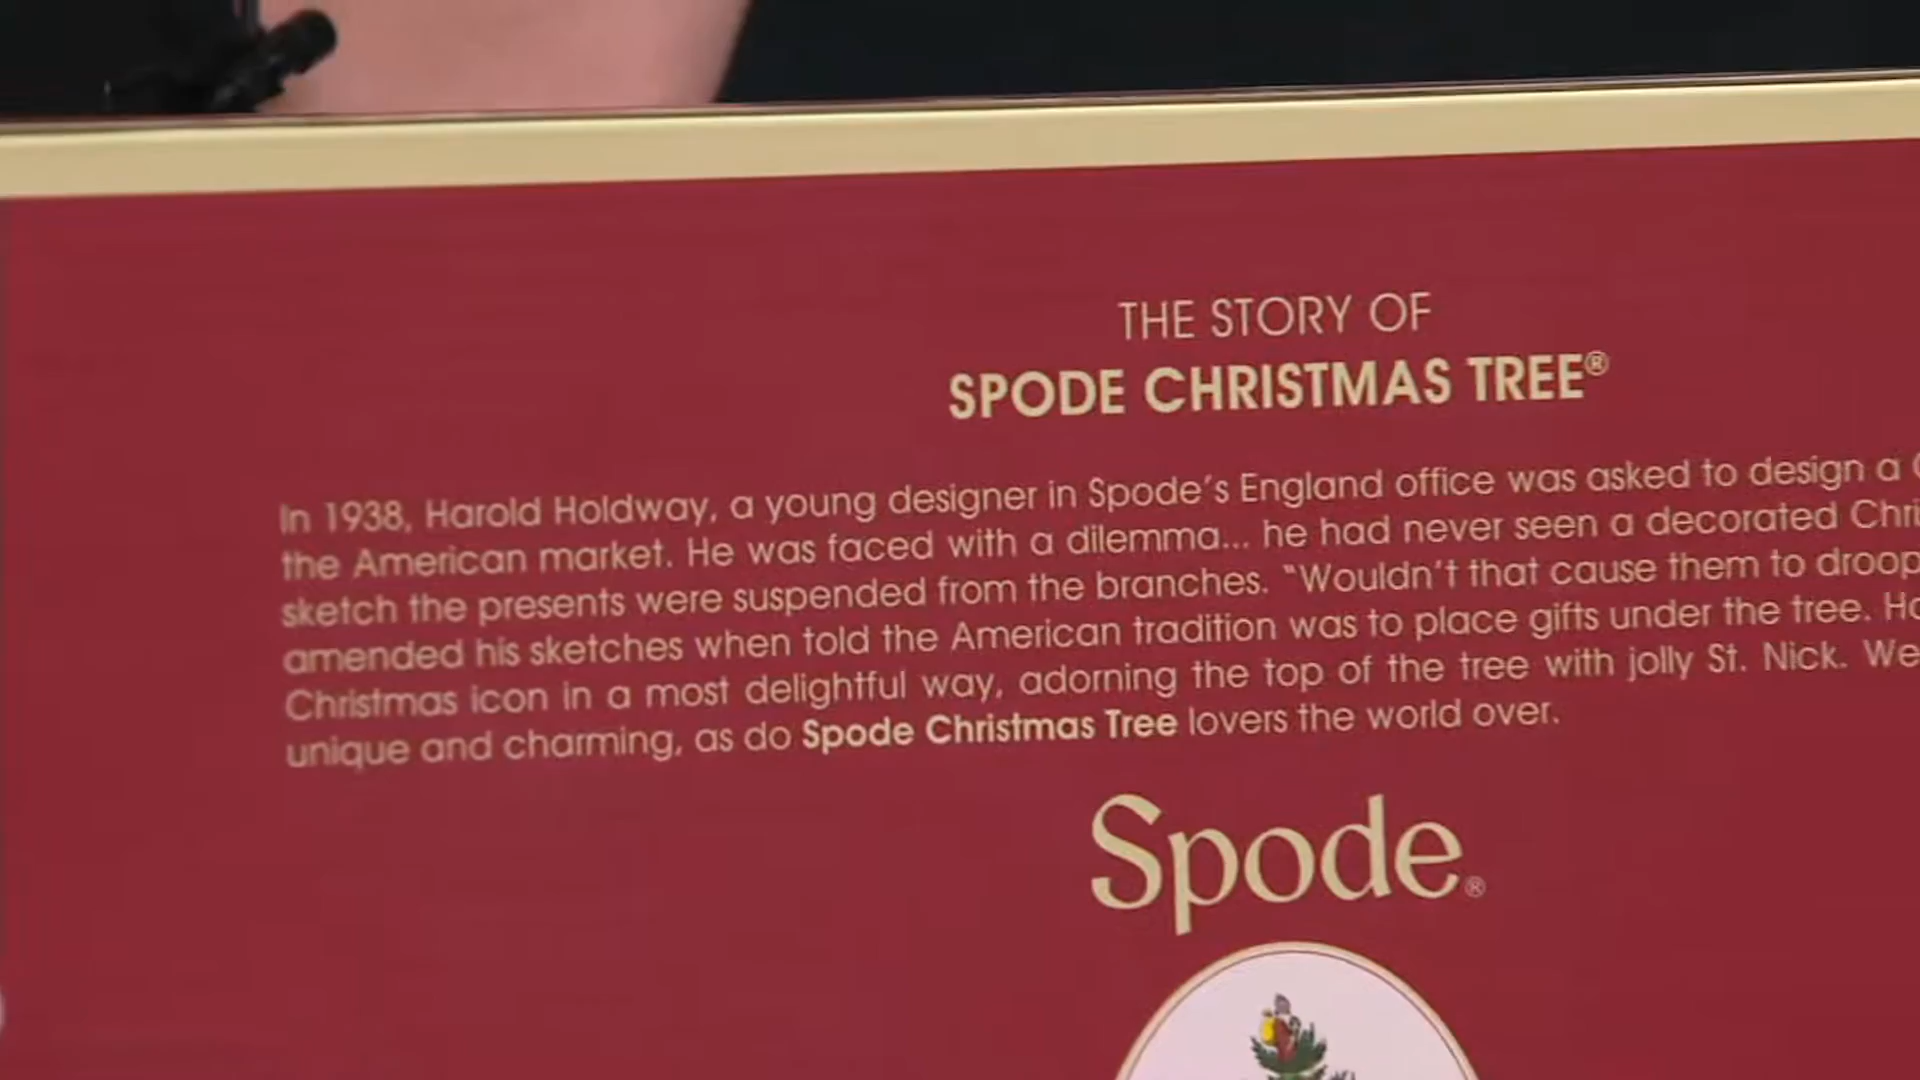 THE STORY OF
SPODE CHRISTMAS TREE®
In 1938, Harold Holdway, a young designer in Spode's England office was asked to design a
the American market. He was faced with a dilemma... he had never seen a decorated Chri
sketch the presents were suspended from the branches. "Wouldn't that cause them to droop
amended his sketches when told the American tradition was to place gifts under the tree. Ho
Christmas icon in a most delightful way, adorning the top of the tree with jolly St. Nick. We
unique and charming, as do Spode Christmas Tree lovers the world over.
Spode®